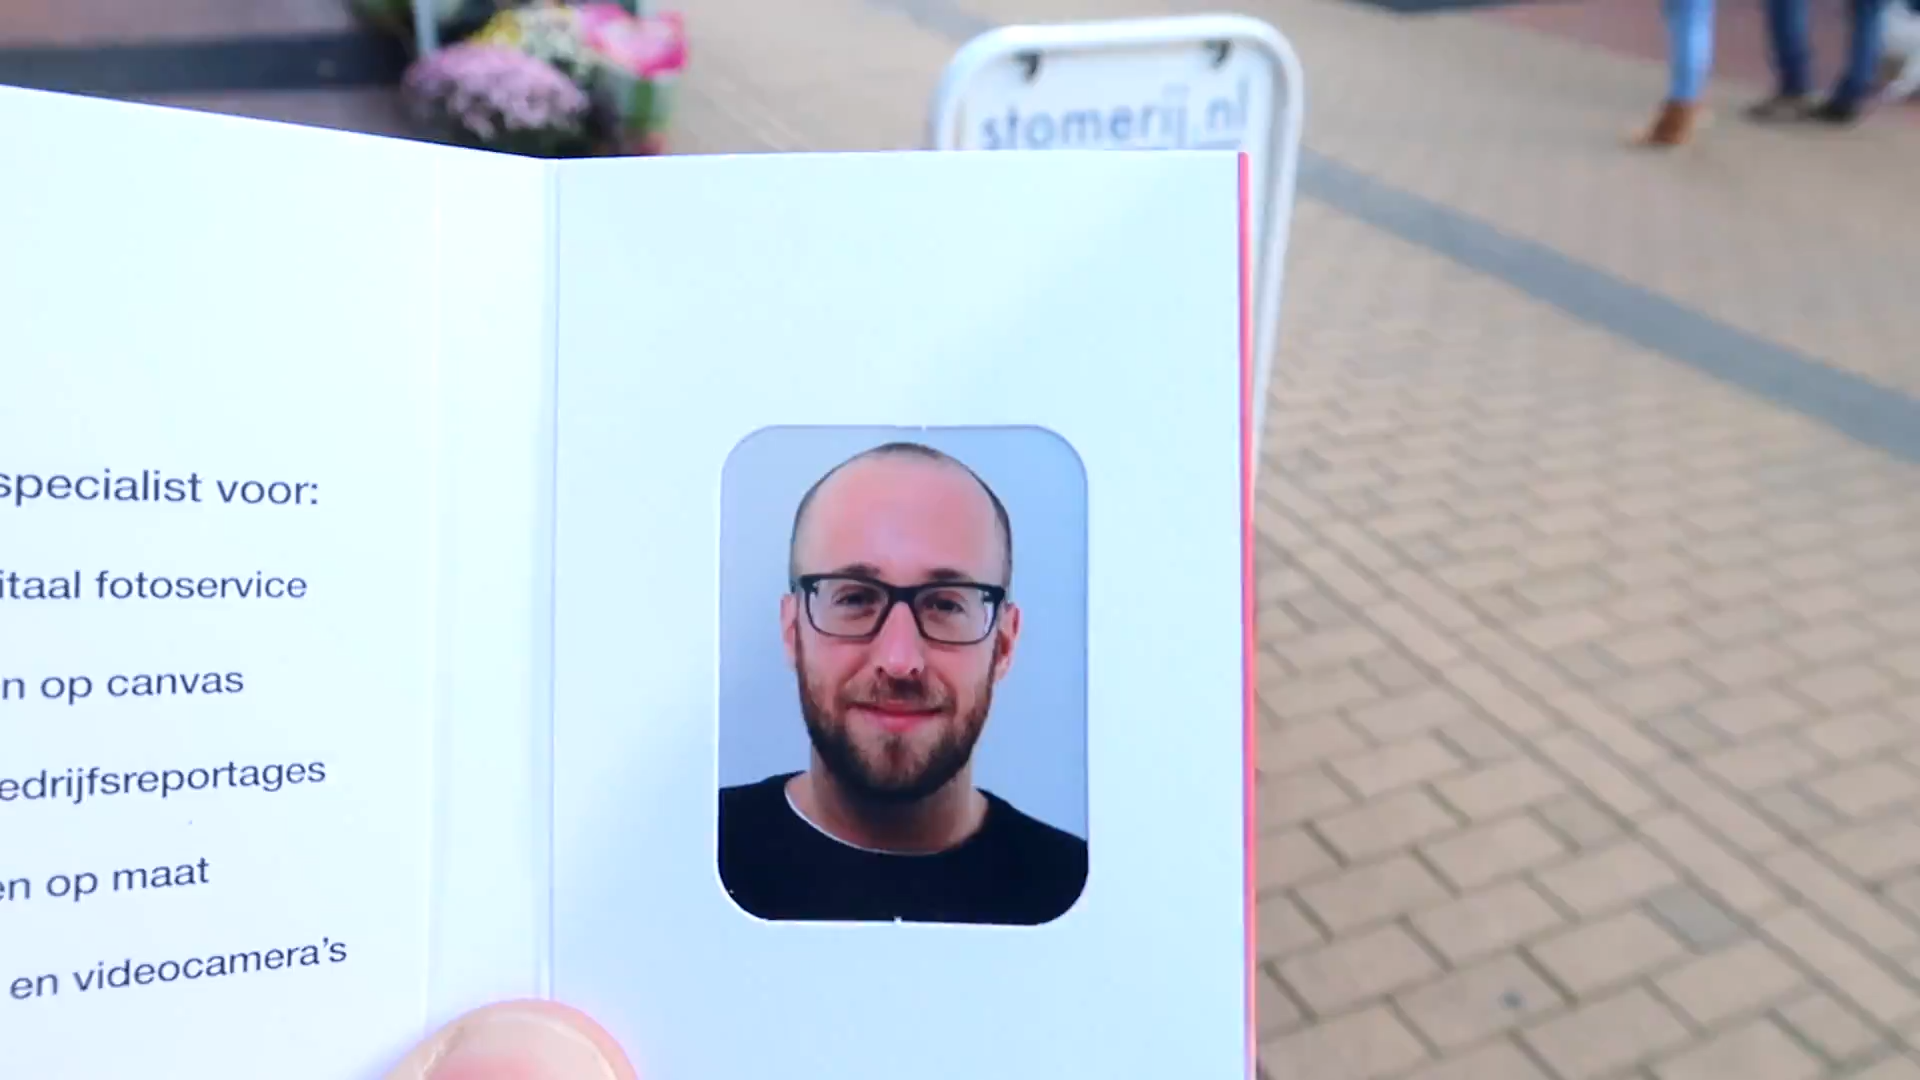 stomerij.nl
specialist voor:
itaal fotoservice
n op canvas
edrijfsreportages
en op maat
en videocamera's